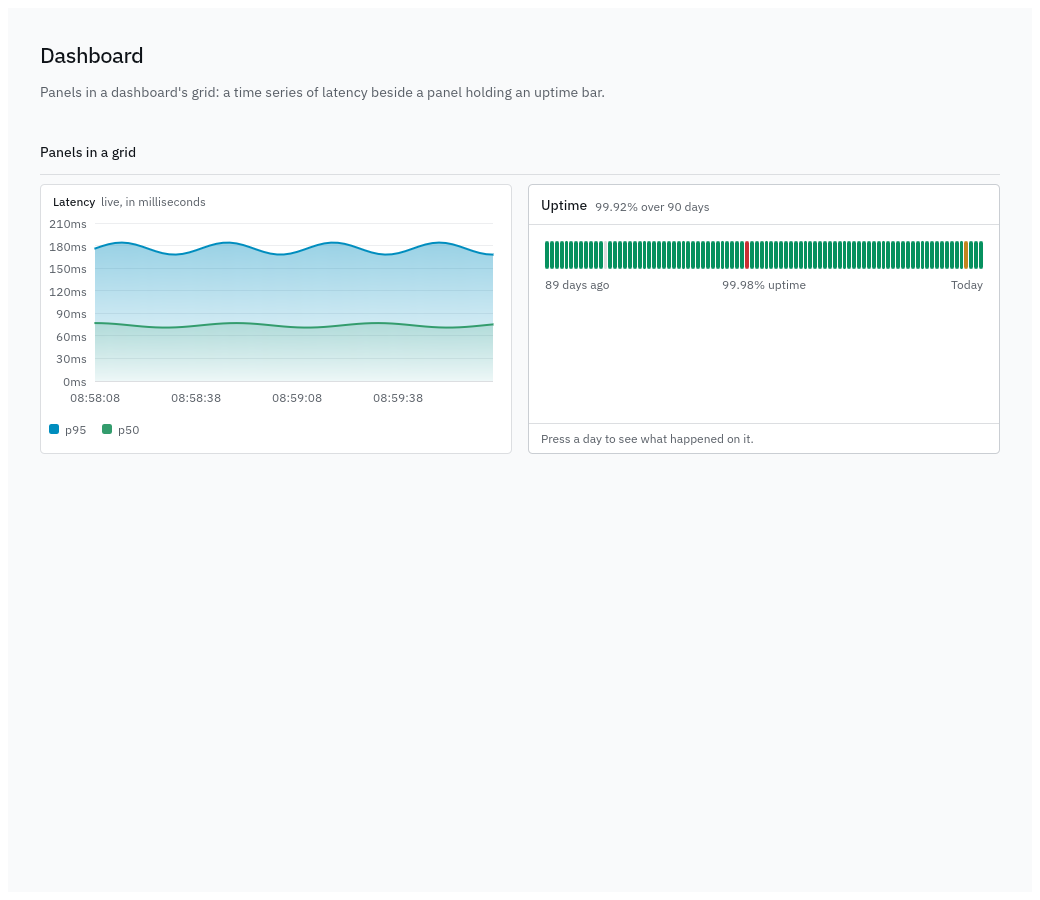 Dashboard
Panels in a dashboard's grid: a time series of latency beside a panel holding an uptime bar.
Panels in a grid
Latency live, in milliseconds
210ms
180ms
150ms
120ms
90ms
60ms
30ms
0ms
08:58:08 08:58:38 08:59:08 08:59:38
p95 p50
Uptime 99.92% over 90 days
89 days ago 99.98% uptime Today
Press a day to see what happened on it.